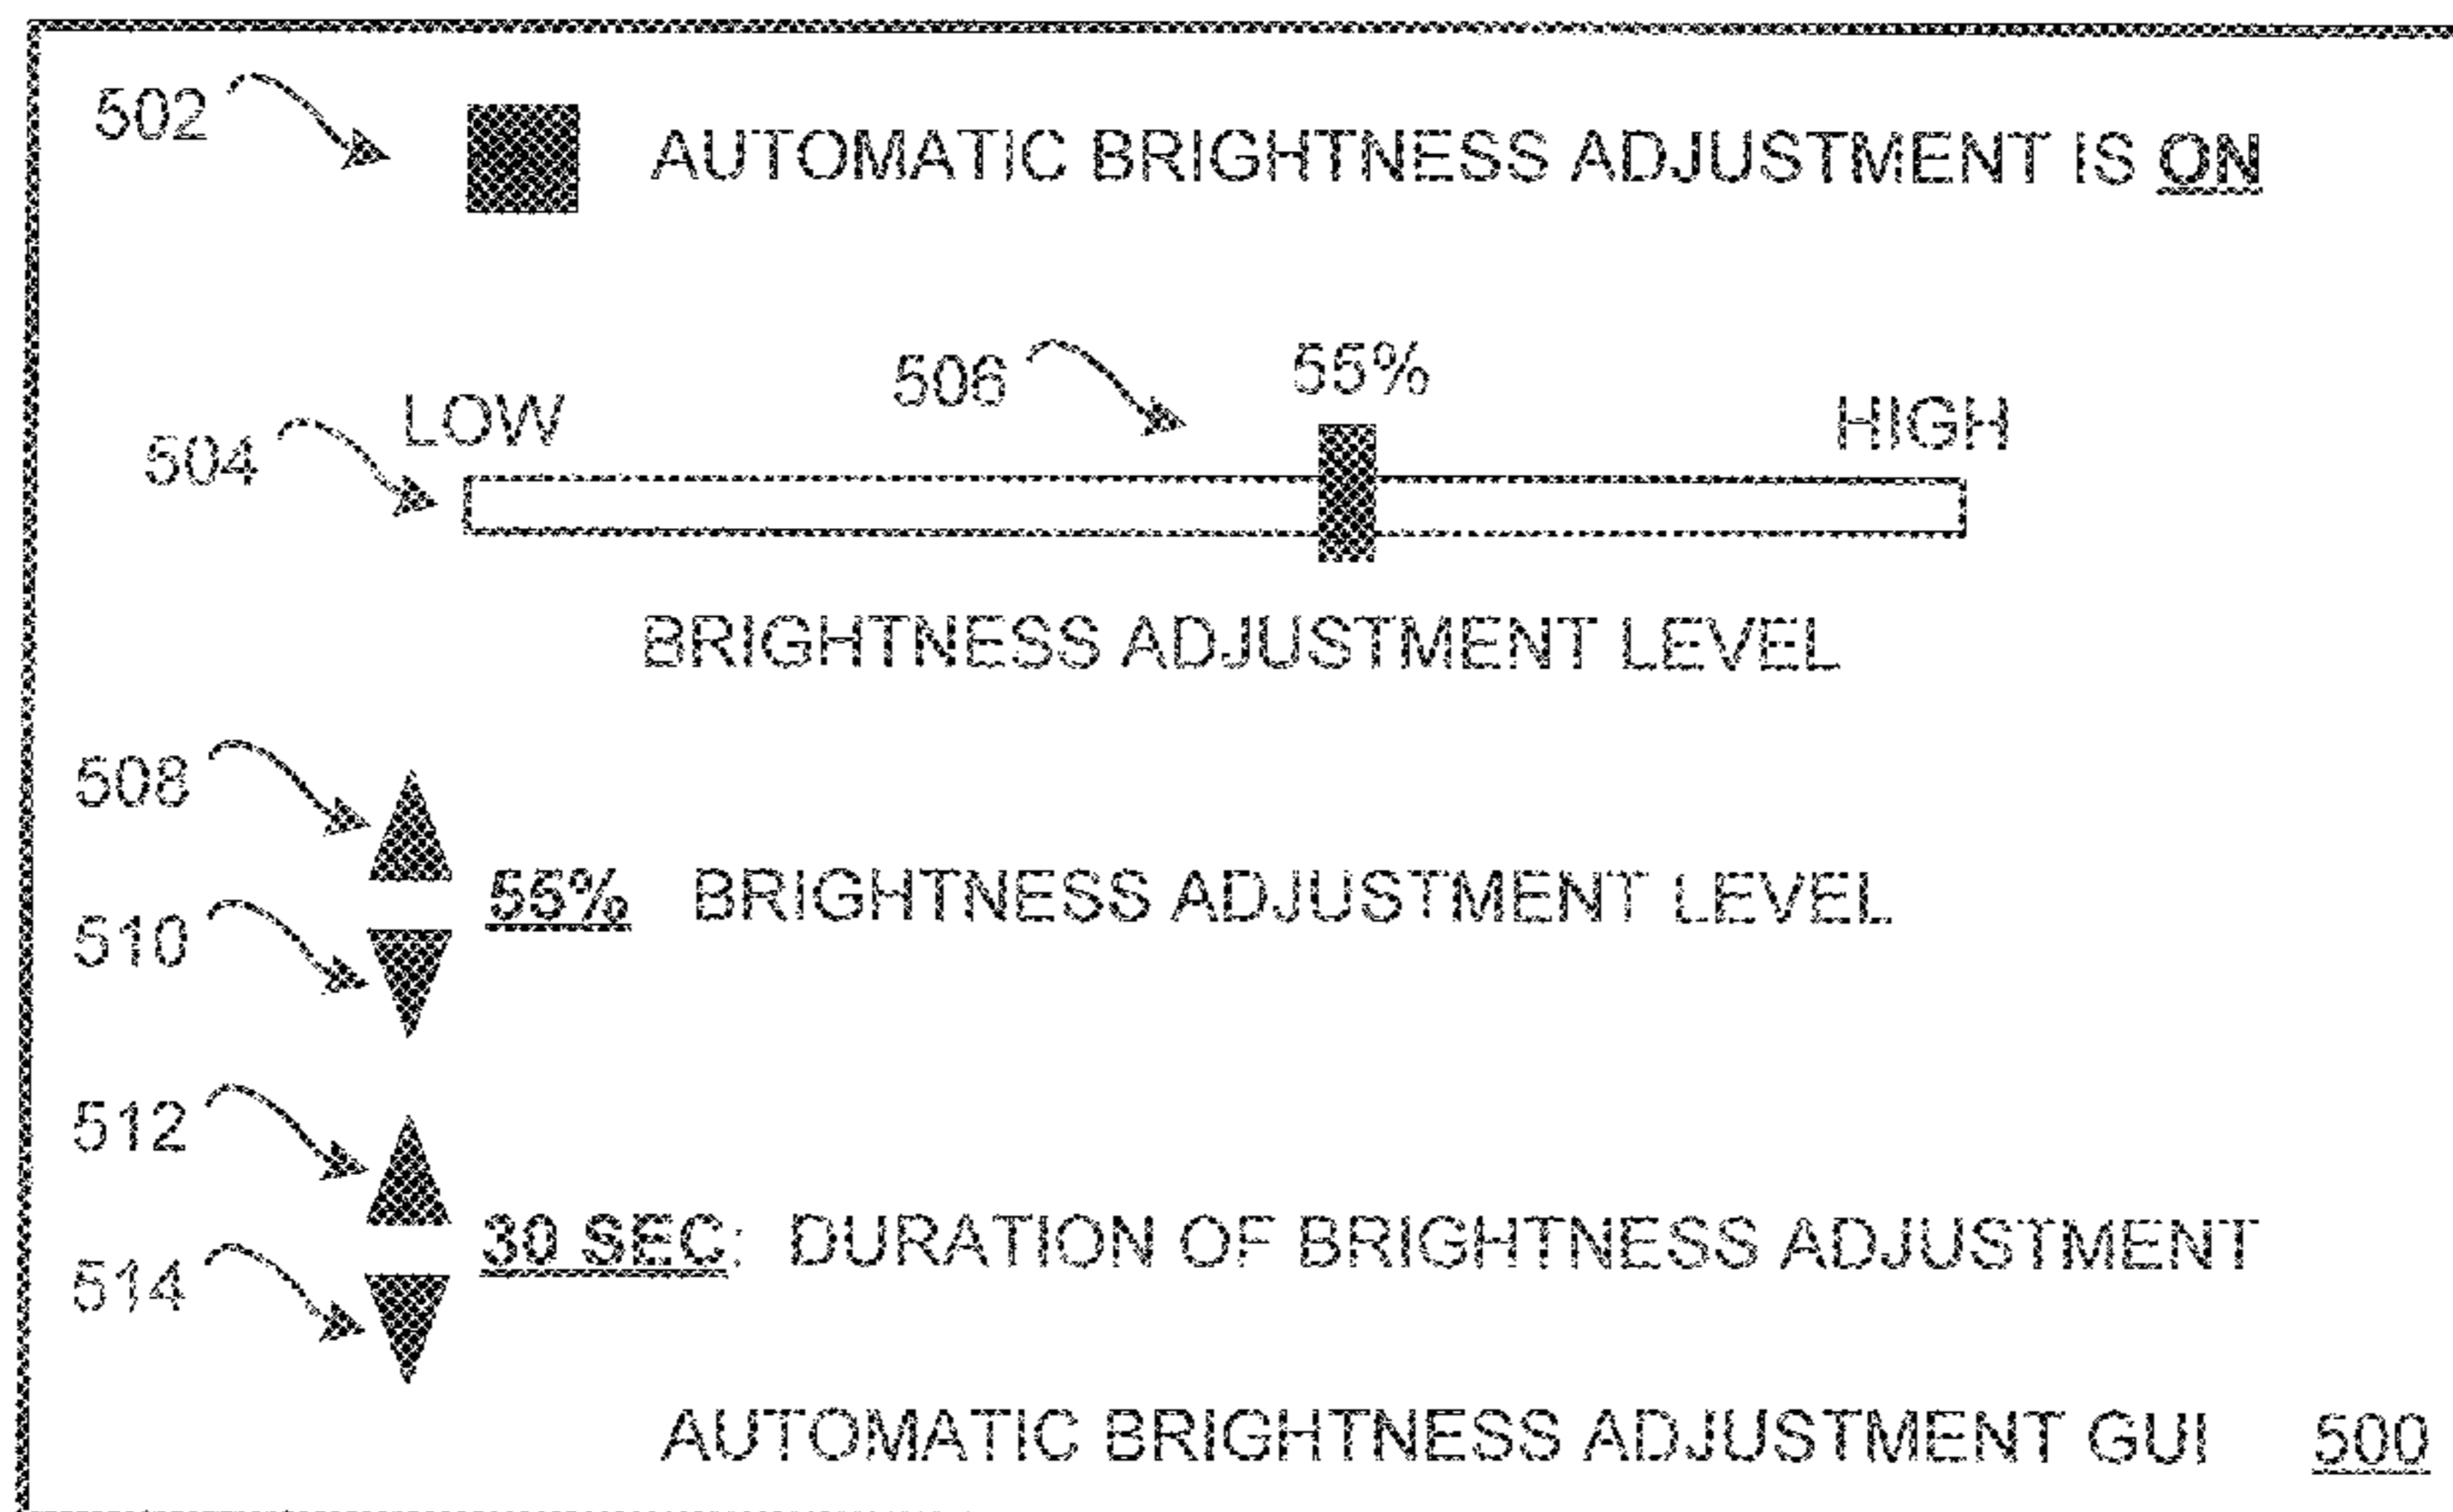 502 AUTOMATIC BRIGHTNESS ADJUSTMENT IS ON
506 55%
LOW HIGH
504
BRIGHTNESS ADJUSTMENT LEVEL
508
55% BRIGHTNESS ADJUSTMENT LEVEL
510
512
30 SEC: DURATION OF BRIGHTNESS ADJUSTMENT
514
AUTOMATIC BRIGHTNESS ADJUSTMENT GUI 500